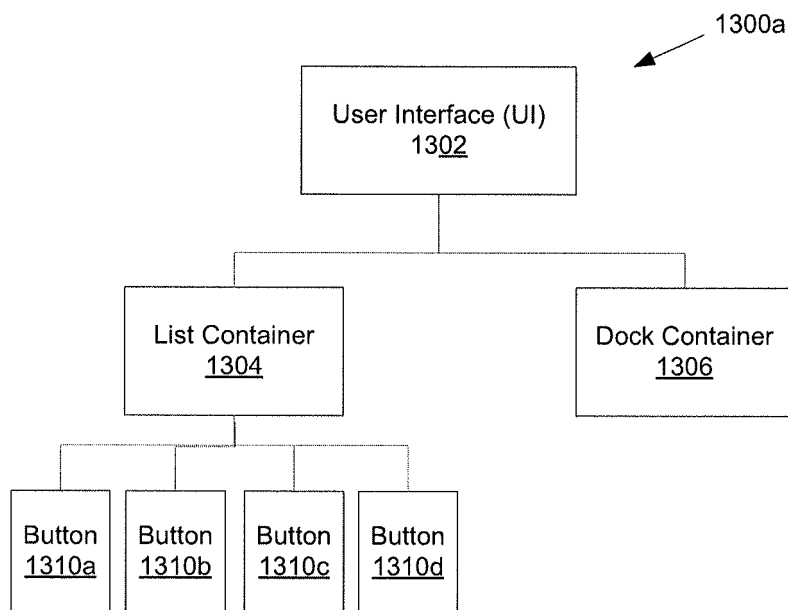 1300a
User Interface (UI)
1302
List Container
1304
Dock Container
1306
Button
1310a
Button
1310b
Button
1310c
Button
1310d